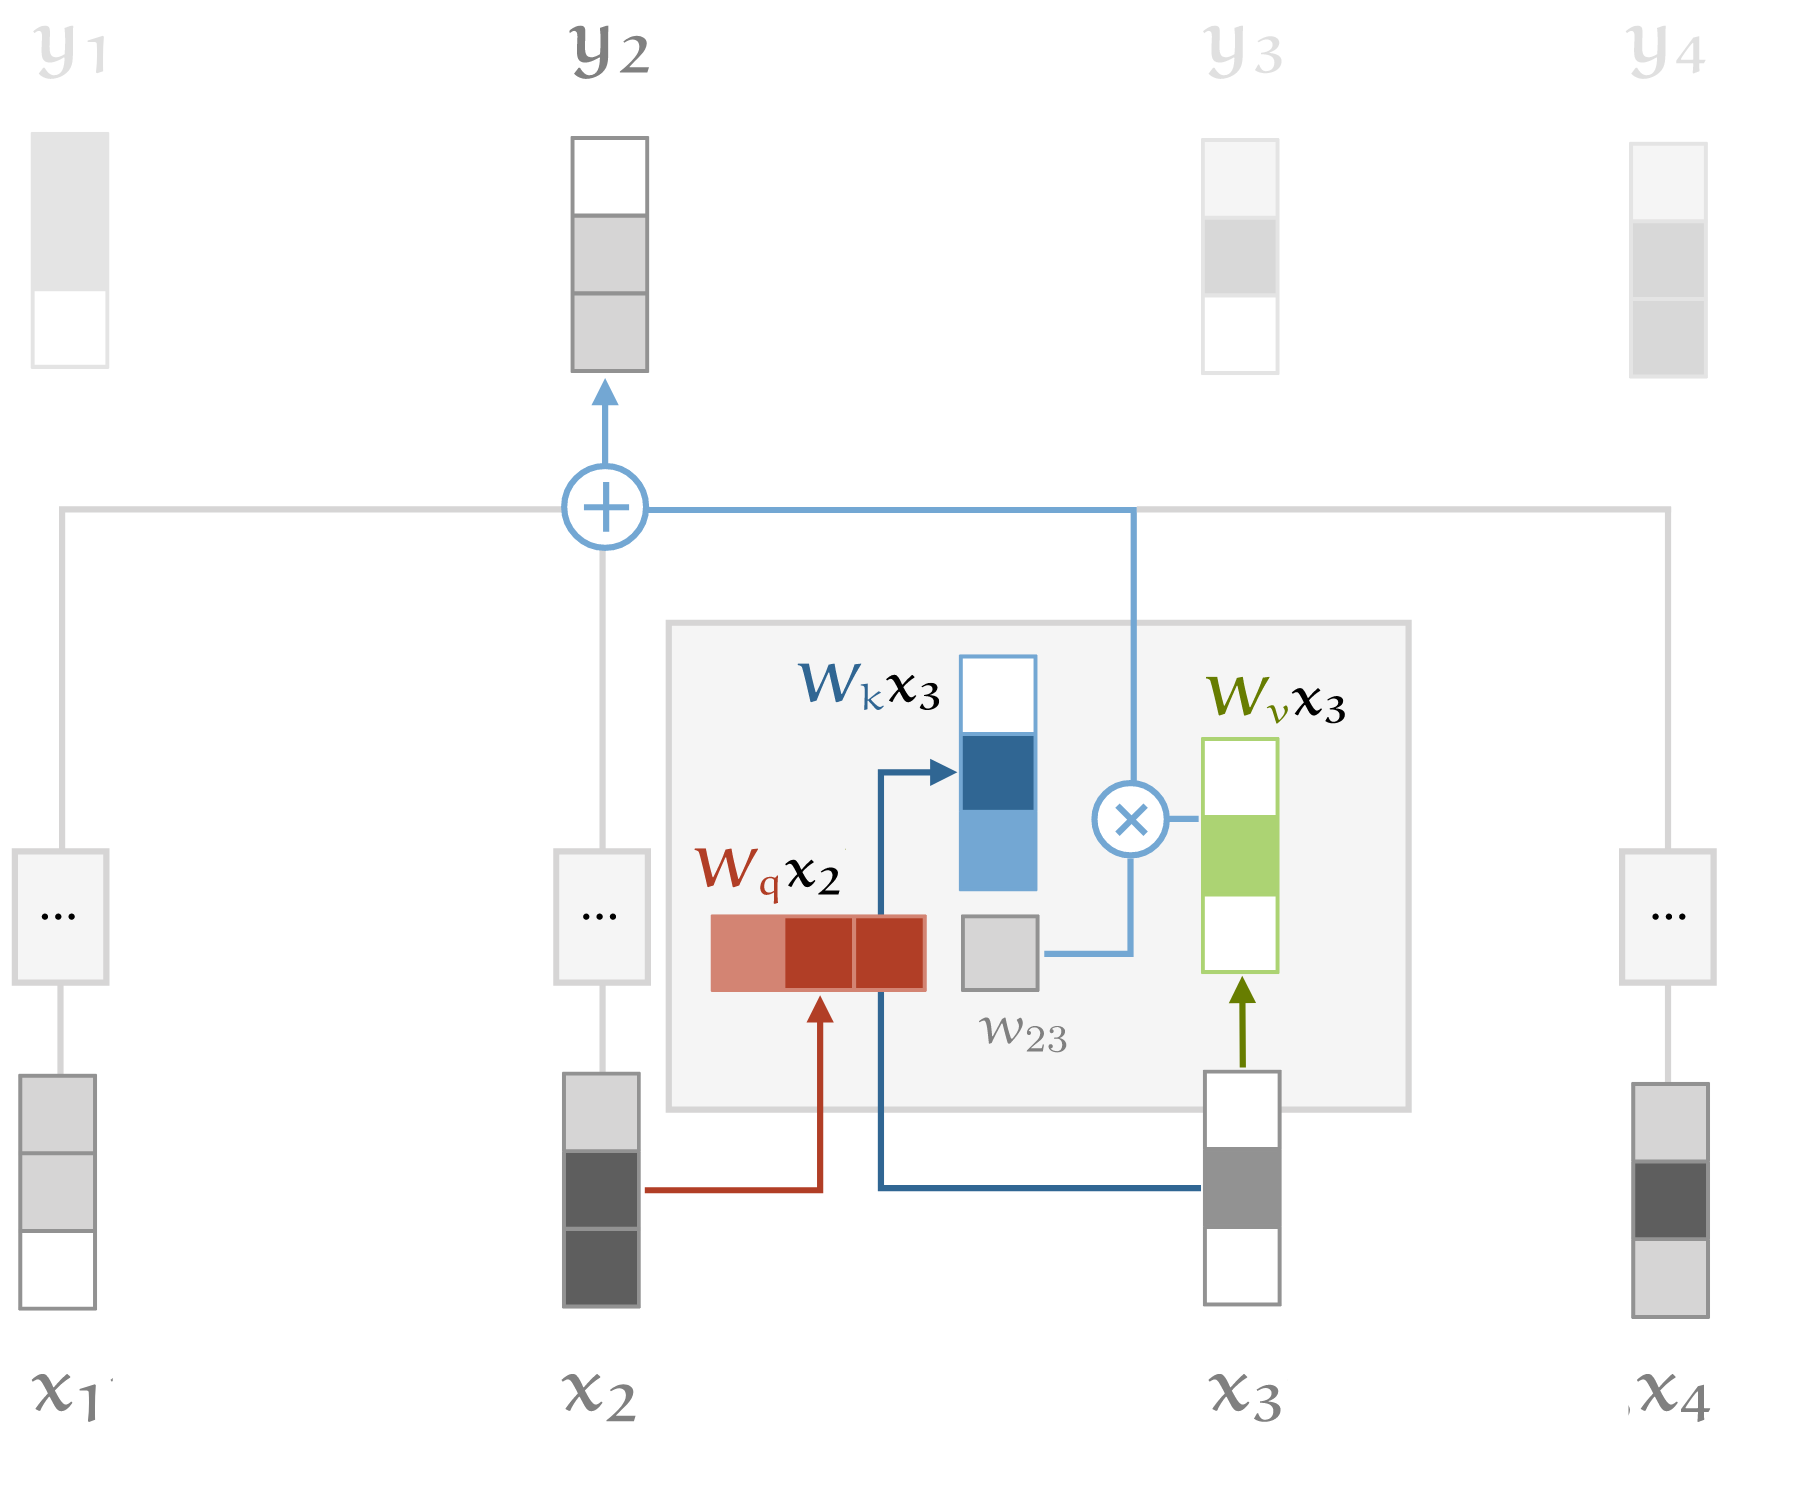 y1 y2 y3 y4
Wkx3
Wvx3
Wqx2
... ... ...
w23
x1 x2 x3 x4